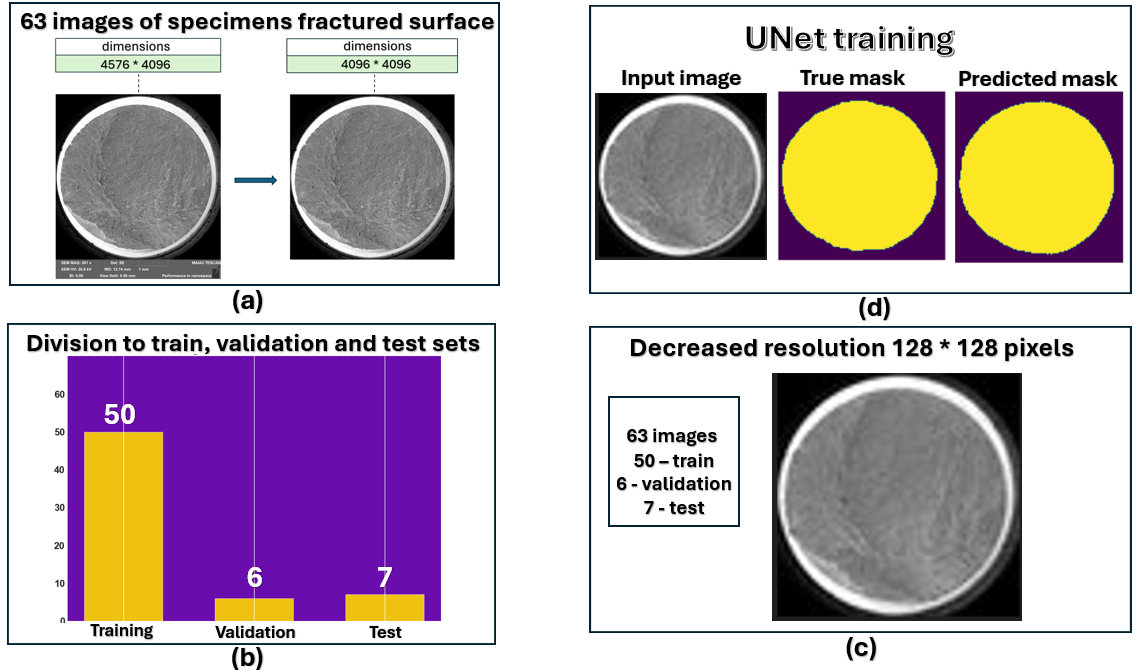 63 images of specimens fractured surface
dimensions
4576 * 4096
dimensions
4096 * 4096
SEM MAG: 201 x Det: SE MAIA3 TESCAN
SEM HV: 20.0 kV WD: 12.74 mm 1 mm
BI: 8.00 View field: 5.50 mm Performance in nanospace
(a)
Division to train, validation and test sets
60
50
40
30
20
10
0
50
6
7
Training
Validation
Test
(b)
UNet training
Input image
True mask
Predicted mask
(d)
Decreased resolution 128 * 128 pixels
63 images
50 – train
6 - validation
7 - test
(c)